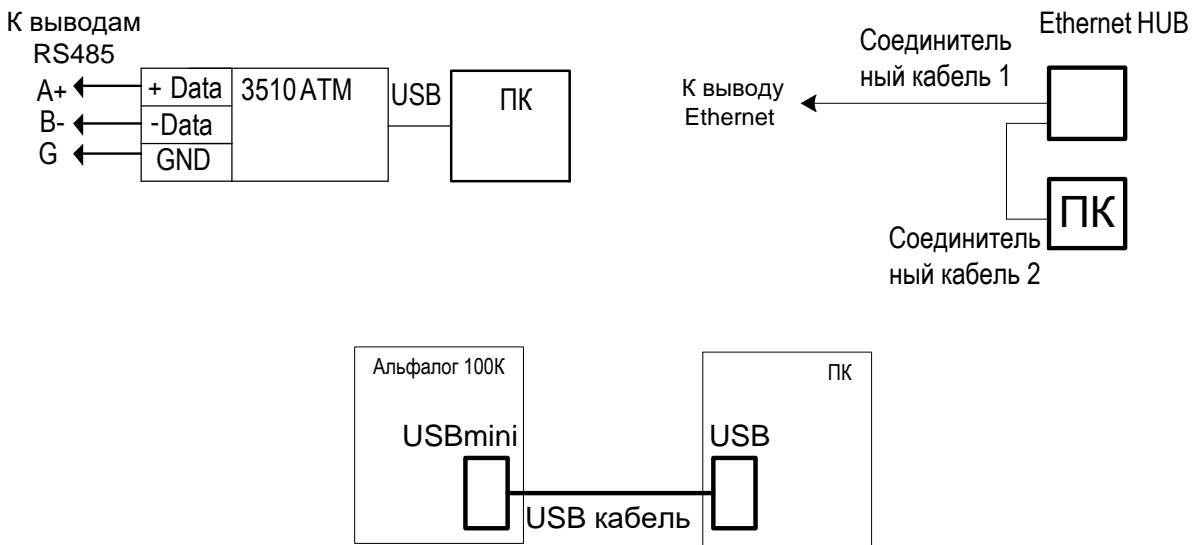 К выводам
RS485
A+
B-
G
+ Data
-Data
GND
3510 ATM
USB
ПК
Ethernet HUB
Соединитель
ный кабель 1
К выводу
Ethernet
ПК
Соединитель
ный кабель 2
Альфалог 100К
ПК
USBmini
USB
USB кабель